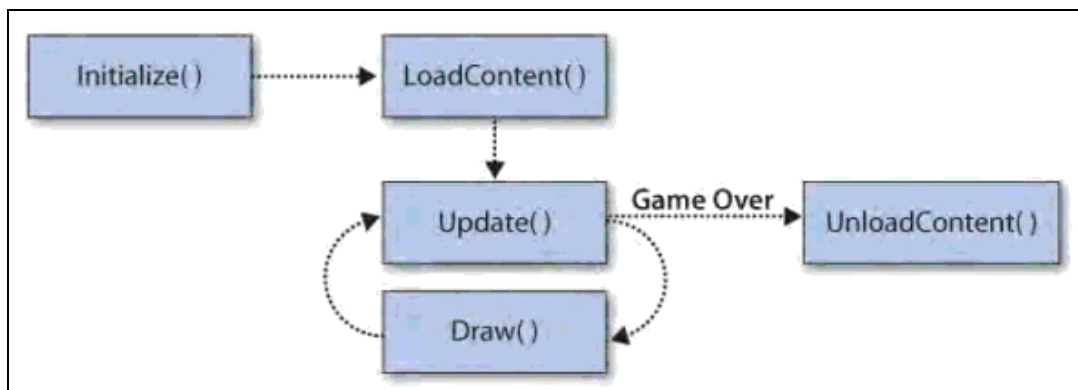 Initialize( )
LoadContent( )
Update( )
Game Over
UnloadContent( )
Draw( )